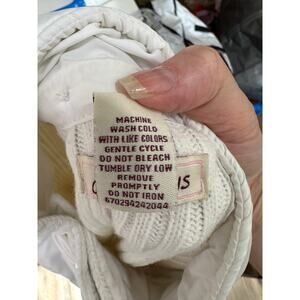 MACHINE
WASH COLD
WITH LIKE COLORS
GENTLE CYCLE
DO NOT BLEACH
TUMBLE DRY LOW
REMOVE
PROMPTLY
DO NOT IRON
670294242044